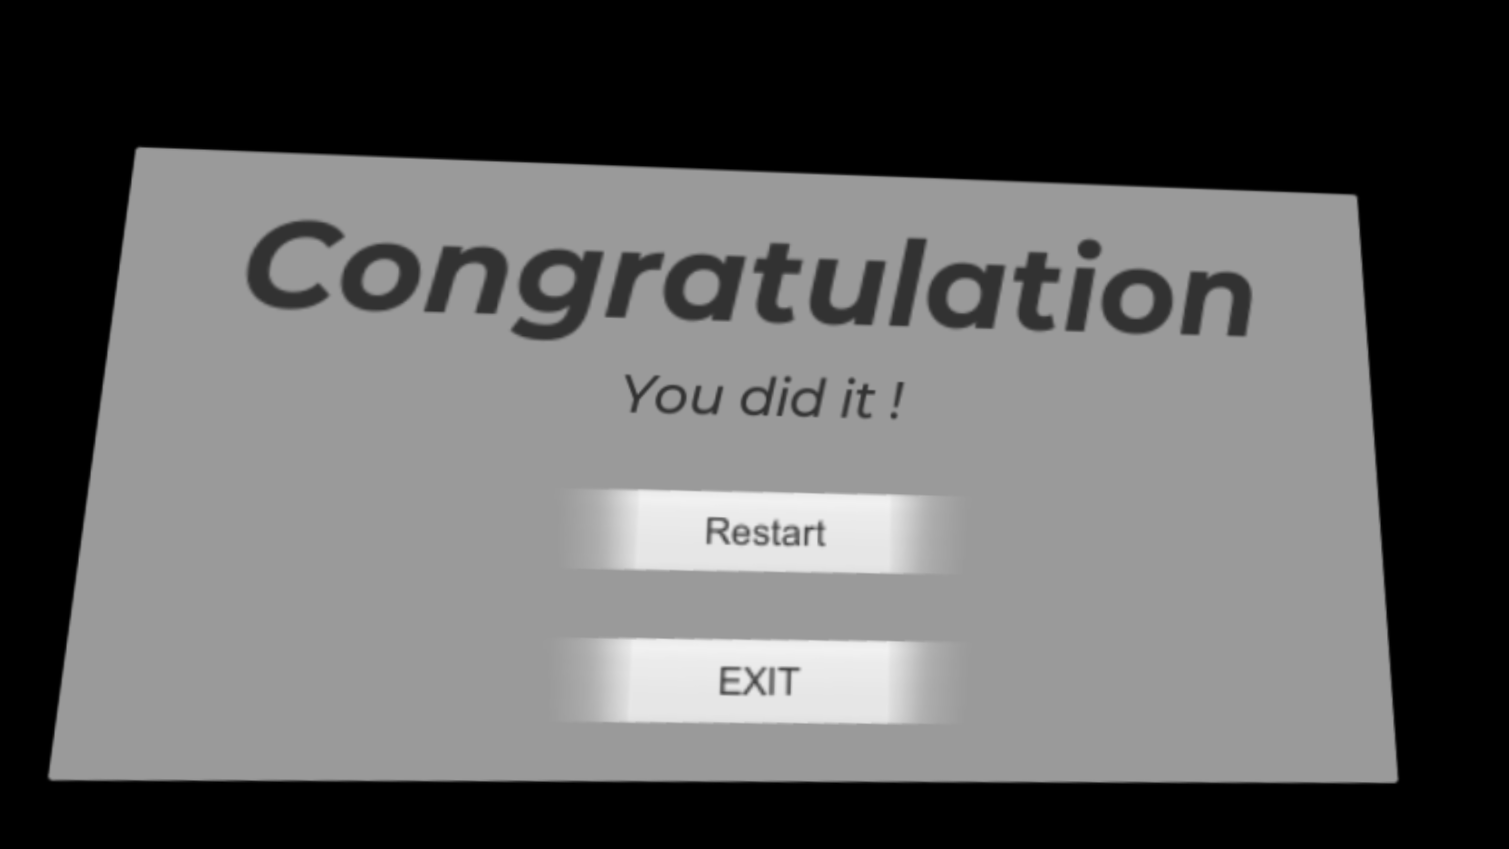 Congratulation
You did it !
Restart
EXIT